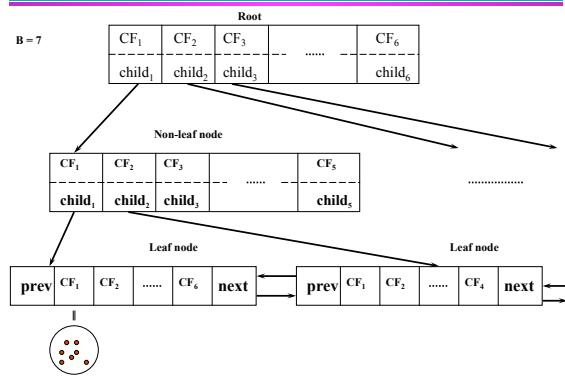 Root
B = 7
CF1 CF2 CF3 ...... CF6
child1 child2 child3 child6
Non-leaf node
CF1 CF2 CF3 ...... CF5
child1 child2 child3 child5
................
Leaf node Leaf node
prev CF1 CF2 ...... CF6 next prev CF1 CF2 ...... CF4 next